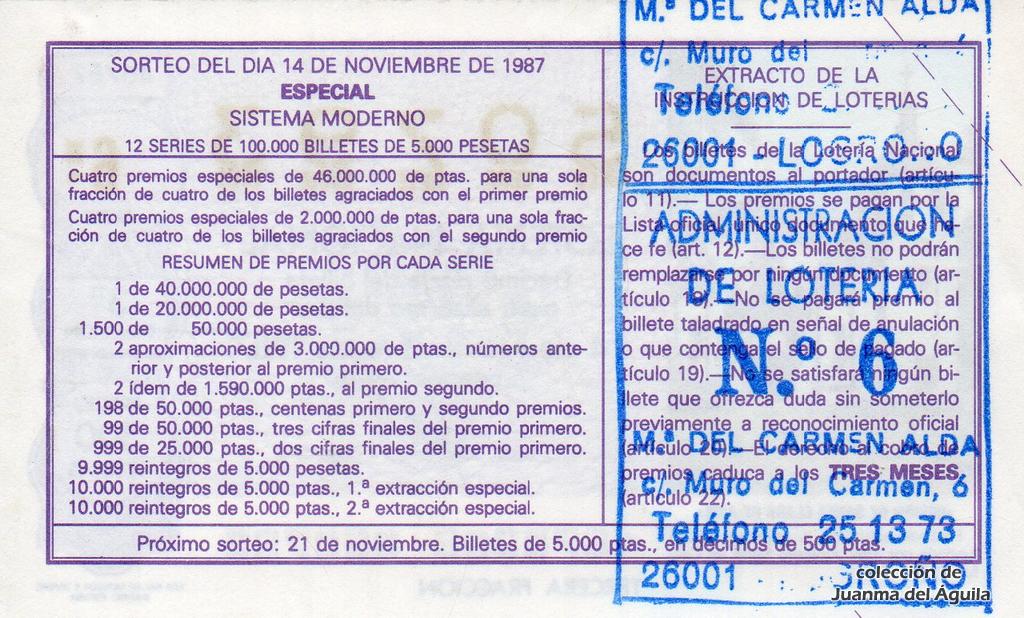 SORTEO DEL DIA 14 DE NOVIEMBRE DE 1987
ESPECIAL
SISTEMA MODERNO
12 SERIES DE 100.000 BILLETES DE 5.000 PESETAS
Cuatro premios especiales de 46.000.000 de ptas. para una sola
fracción de cuatro de los billetes agraciados con el primer premio
Cuatro premios especiales de 2.000.000 de ptas. para una sola frac-
ción de cuatro de los billetes agraciados con el segundo premio
RESUMEN DE PREMIOS POR CADA SERIE
1 de 40.000.000 de pesetas.
1 de 20.000.000 de pesetas.
1.500 de 50.000 pesetas.
2 aproximaciones de 3.000.000 de ptas., números ante-
rior y posterior al premio primero.
2 ídem de 1.590.000 ptas., al premio segundo.
198 de 50.000 ptas., centenas primero y segundo premios.
99 de 50.000 ptas., tres cifras finales del premio primero.
999 de 25.000 ptas., dos cifras finales del premio primero.
9.999 reintegros de 5.000 pesetas.
10.000 reintegros de 5.000 ptas., 1.ª extracción especial.
10.000 reintegros de 5.000 ptas., 2.ª extracción especial.
EXTRACTO DE LA
INSTRUCCION DE LOTERIAS
Los billetes de la Lotería Nacional
son documentos al portador (artícu-
lo 11).— Los premios se pagan por la
Lista oficial, único documento que ha-
ce fe (art. 12).—Los billetes no podrán
remplazarse por ningún documento (ar-
tículo 19).—No se pagará premio al
billete taladrado en señal de anulación
o que contenga el sello de pagado (ar-
tículo 19).—No se satisfará ningún bi-
llete que ofrezca duda sin someterlo
previamente a reconocimiento oficial
(artículo 20).—El derecho al cobro de
premios caduca a los TRES MESES
(artículo 22).
Próximo sorteo: 21 de noviembre. Billetes de 5.000 ptas., en décimos de 500 ptas.
M.ª DEL CARMEN ALDA
c/. Muro del
Teléfono
26001 - LOGRO
ADMINISTRACION
DE LOTERIA
N.º 6
M.ª DEL CARMEN ALDA
c/. Muro del Carmen, 6
Teléfono 25 13 73
26001
colección de
Juanma del Águila